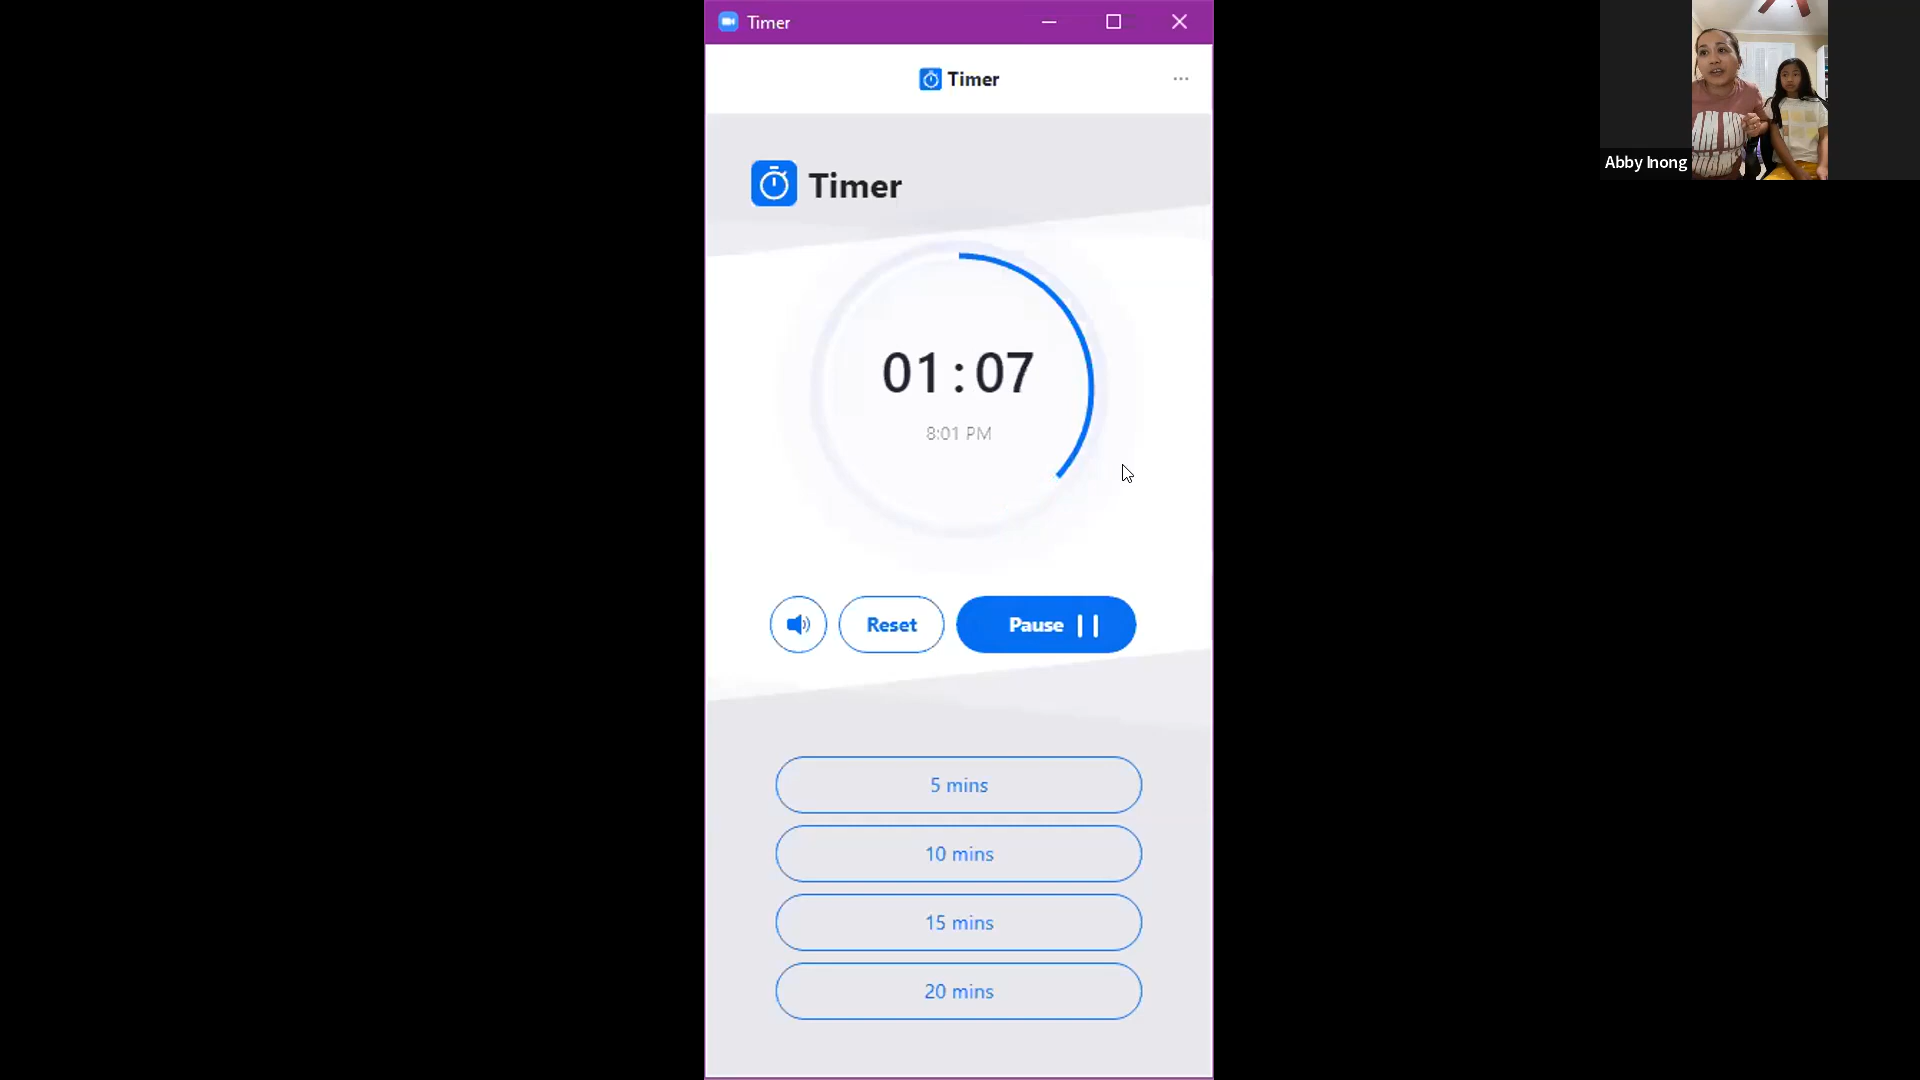 Timer
Timer
...
Timer
01:07
8:01 PM
Reset
Pause
5 mins
10 mins
15 mins
20 mins
Abby Inong